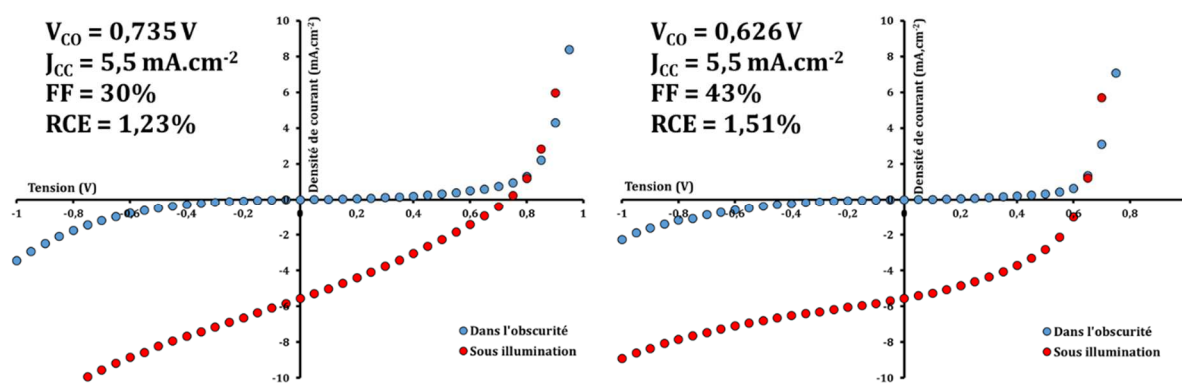 V_CO = 0,735 V
J_CC = 5,5 mA.cm⁻²
FF = 30%
RCE = 1,23%
Densité de courant (mA,cm⁻²)
Tension (V)
10
8
6
4
2
0
-2
-4
-6
-8
-10
-1
-0,8
-0,6
-0,4
-0,2
0
0,2
0,4
0,6
0,8
1
Dans l'obscurité
Sous illumination
V_CO = 0,626 V
J_CC = 5,5 mA.cm⁻²
FF = 43%
RCE = 1,51%
Densité de courant (mA,cm⁻²)
Tension (V)
10
8
6
4
2
0
-2
-4
-6
-8
-10
-1
-0,8
-0,6
-0,4
-0,2
0
0,2
0,4
0,6
0,8
Dans l'obscurité
Sous illumination